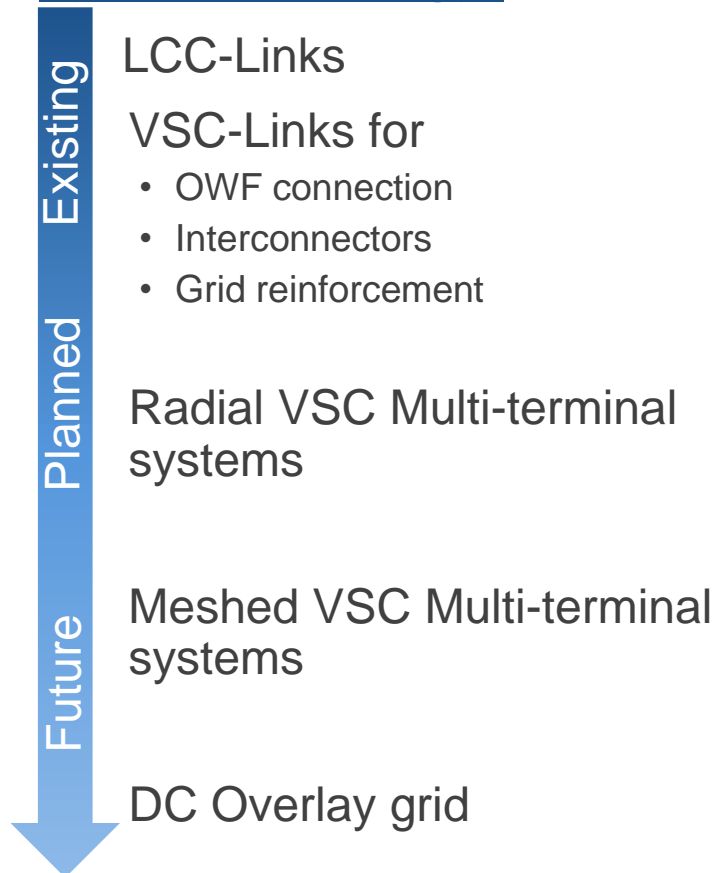 Existing
LCC-Links
VSC-Links for
• OWF connection
• Interconnectors
• Grid reinforcement
Planned
Radial VSC Multi-terminal
systems
Future
Meshed VSC Multi-terminal
systems
DC Overlay grid